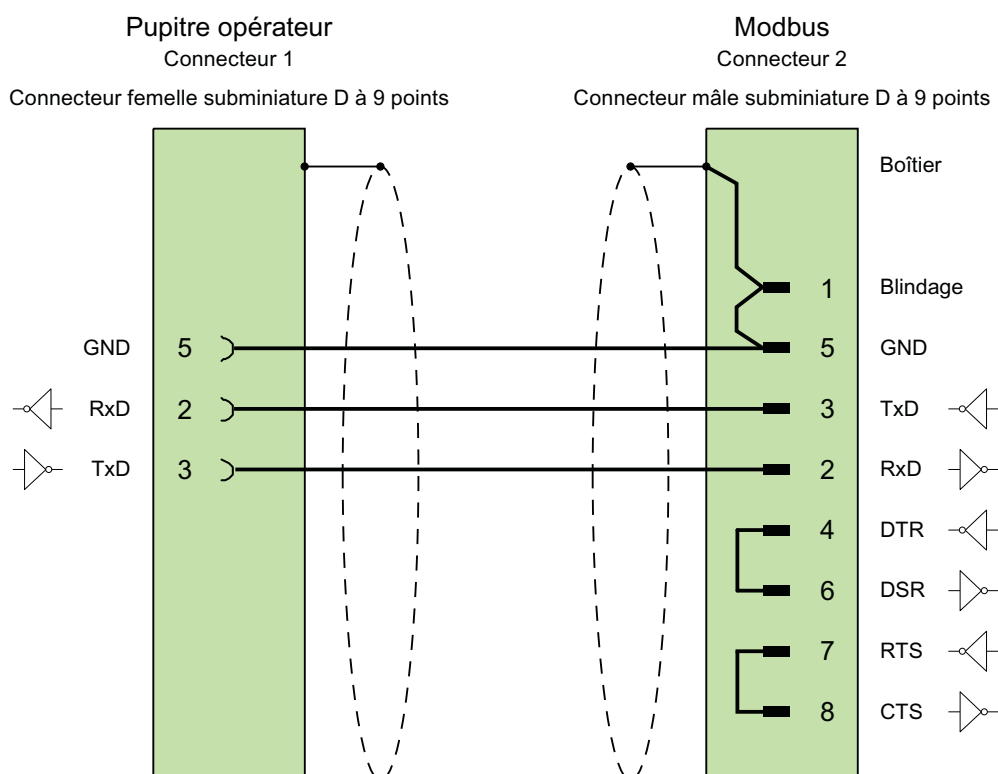 Pupitre opérateur
Connecteur 1
Connecteur femelle subminiature D à 9 points
Modbus
Connecteur 2
Connecteur mâle subminiature D à 9 points
Boîtier
1 Blindage
GND 5 5 GND
RxD 2 3 TxD
TxD 3 2 RxD
4 DTR
6 DSR
7 RTS
8 CTS